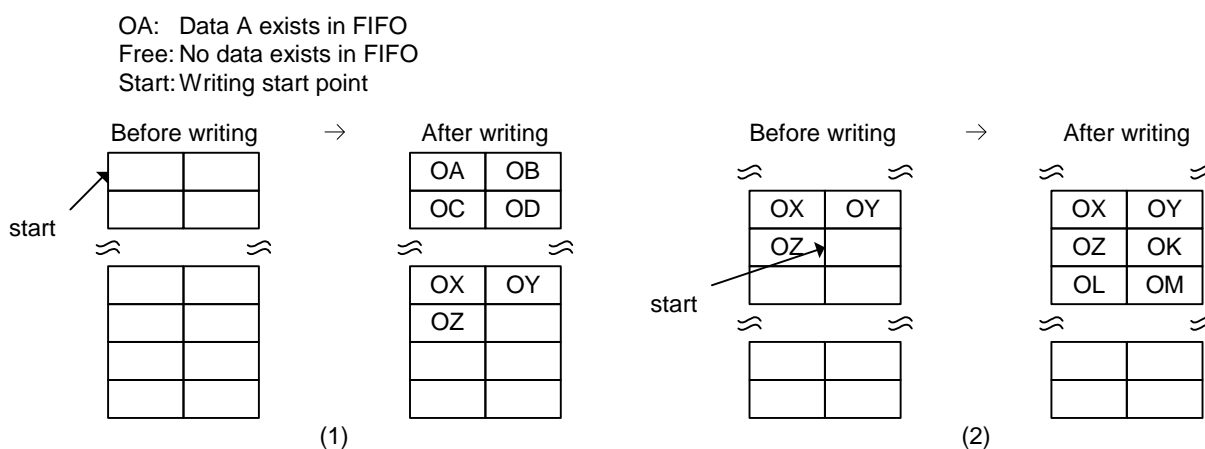 OA: Data A exists in FIFO
Free: No data exists in FIFO
Start: Writing start point
Before writing → After writing
OA OB
OC OD
start
OX OY
OZ
(1)
Before writing → After writing
OX OY OX OY
OZ OZ OK
OL OM
start
(2)